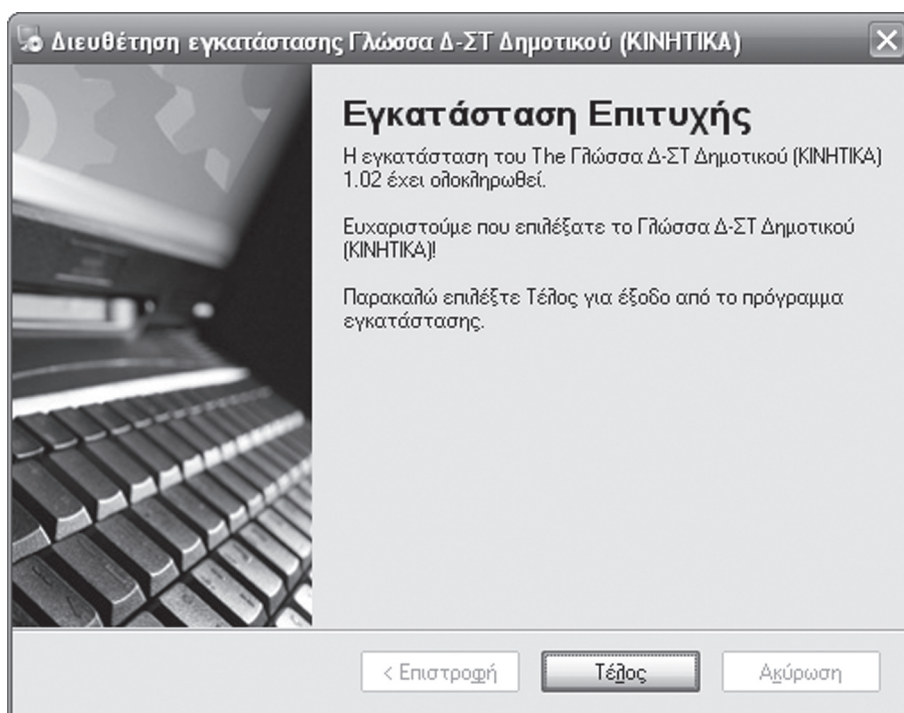 Διευθέτηση εγκατάστασης Γλώσσα Δ-ΣΤ Δημοτικού (ΚΙΝΗΤΙΚΑ)
Εγκατάσταση Επιτυχής
Η εγκατάσταση του The Γλώσσα Δ-ΣΤ Δημοτικού (ΚΙΝΗΤΙΚΑ)
1.02 έχει ολοκληρωθεί.
Ευχαριστούμε που επιλέξατε το Γλώσσα Δ-ΣΤ Δημοτικού
(ΚΙΝΗΤΙΚΑ)!
Παρακαλώ επιλέξτε Τέλος για έξοδο από το πρόγραμμα
εγκατάστασης.
< Επιστροφή
Τέλος
Ακύρωση